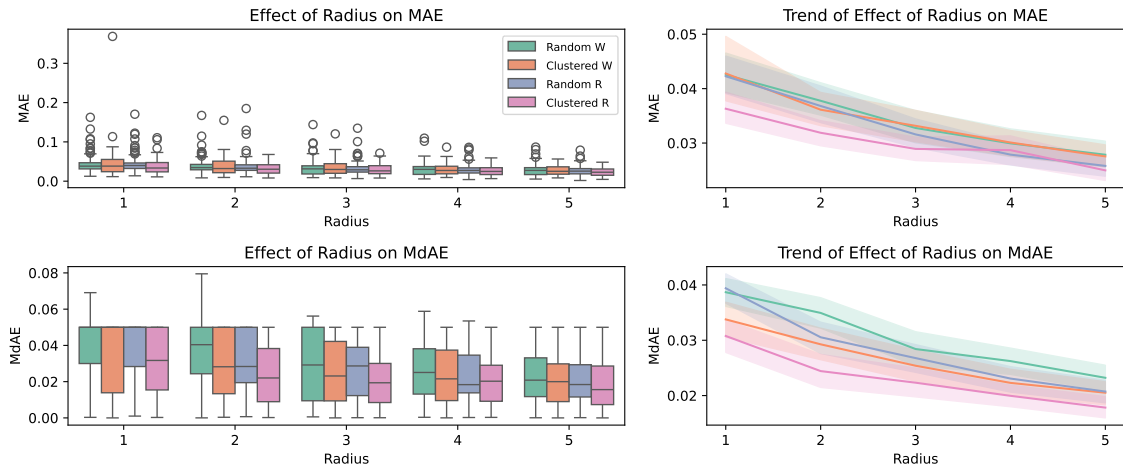 Effect of Radius on MAE
MAE
0.3
0.2
0.1
0.0
1 2 3 4 5
Radius
Random W
Clustered W
Random R
Clustered R
Trend of Effect of Radius on MAE
MAE
0.05
0.04
0.03
1 2 3 4 5
Radius
Effect of Radius on MdAE
MdAE
0.08
0.06
0.04
0.02
0.00
1 2 3 4 5
Radius
Trend of Effect of Radius on MdAE
MdAE
0.04
0.03
0.02
1 2 3 4 5
Radius